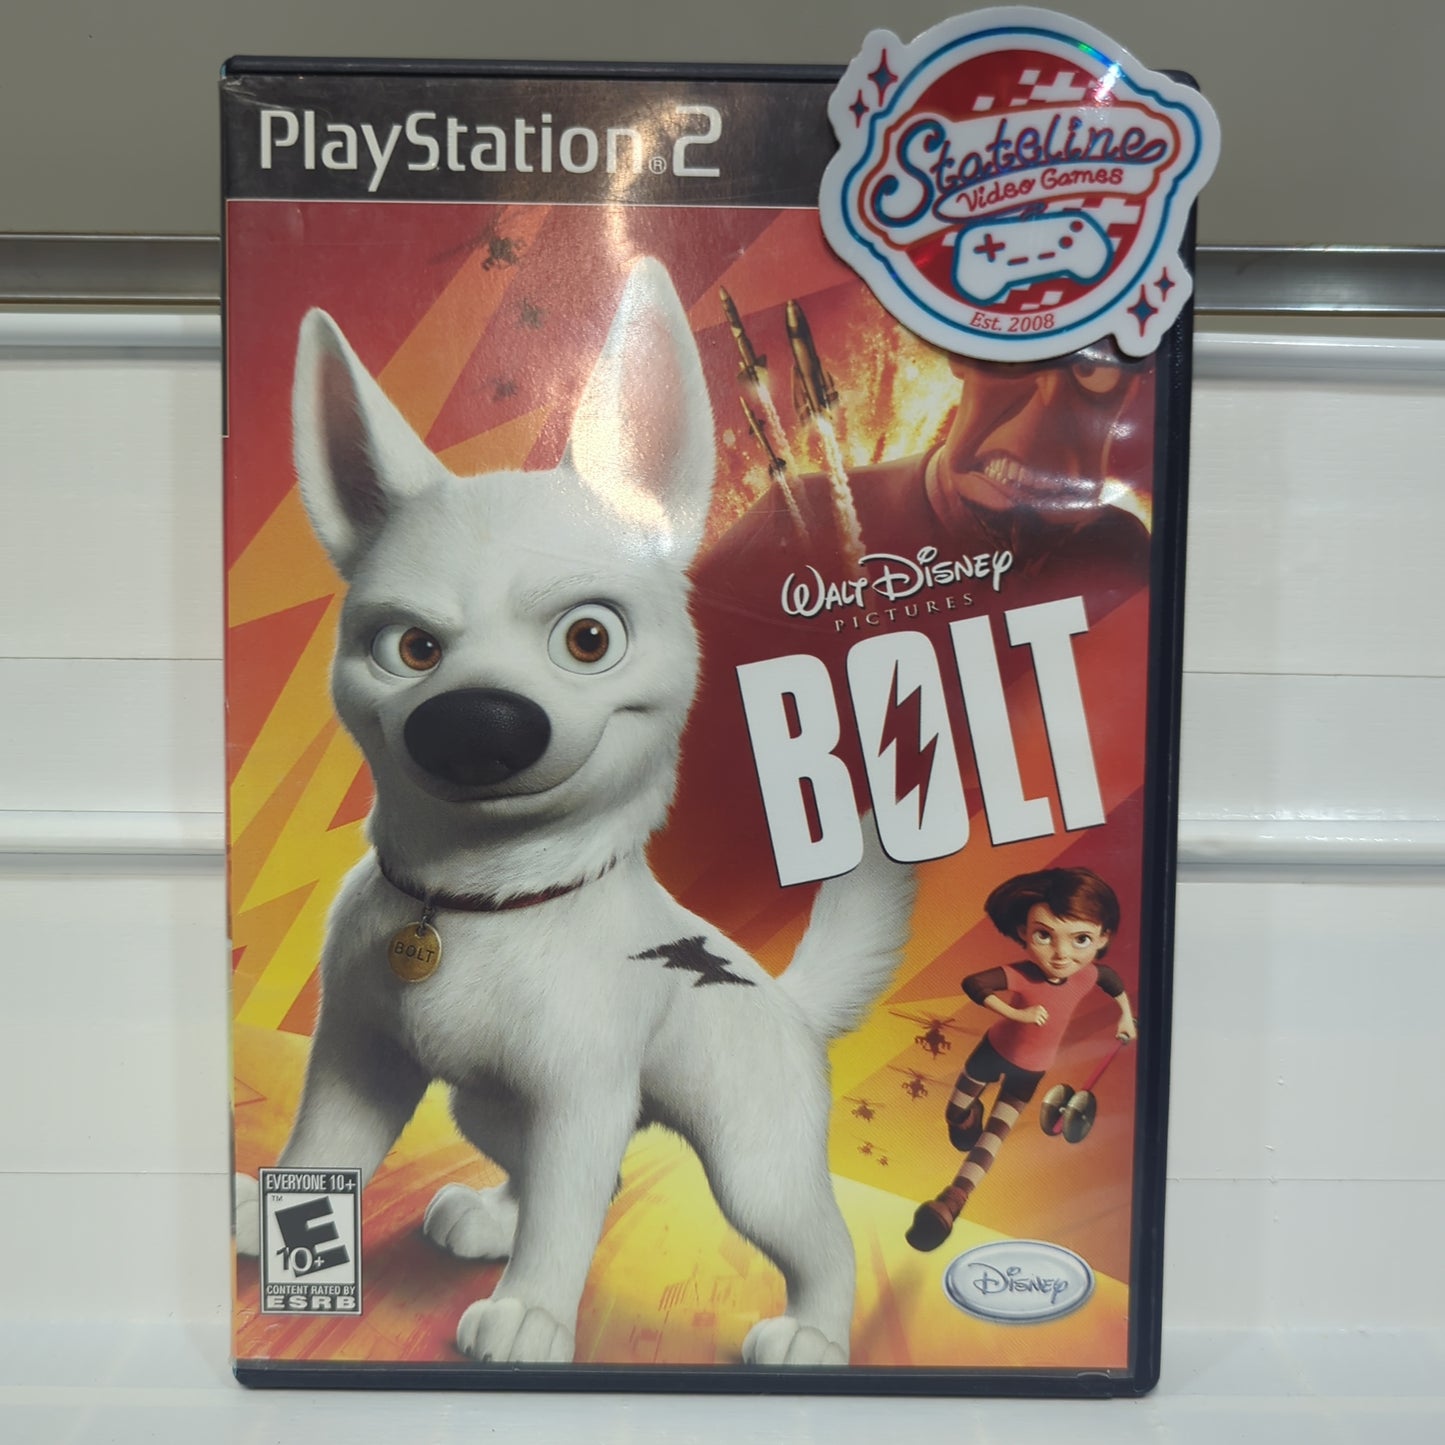 PlayStation®2
Stateline
Video Games
Est. 2008
WALT DISNEY
PICTURES
BOLT
BOLT
EVERYONE 10+
TM
E
10+
CONTENT RATED BY
ESRB
DISNEY